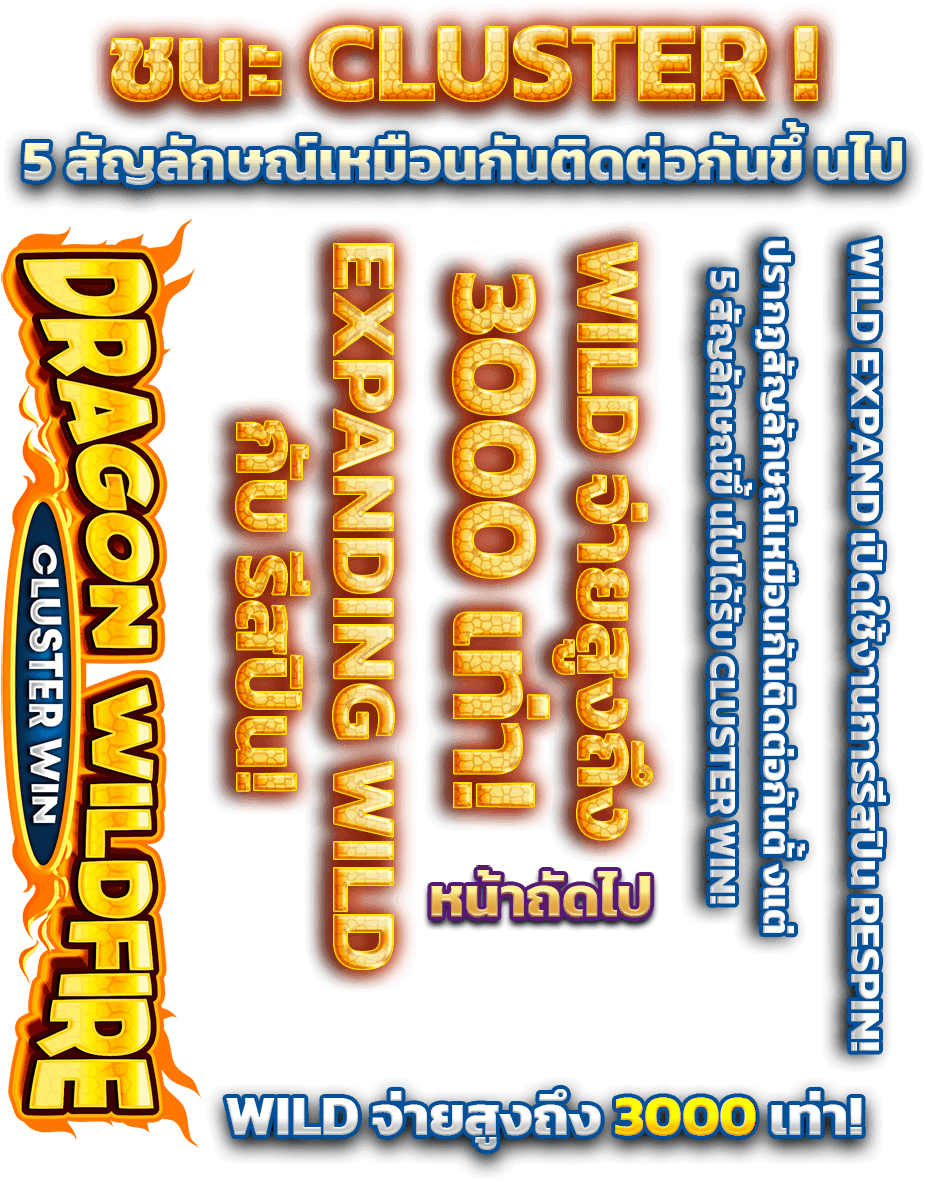 ชนะ CLUSTER !
5 สัญลักษณ์เหมือนกันติดต่อกันขึ้ นไป
DRAGON WILDFIRE
CLUSTER WIN
EXPANDING WILD
กับ รีสปิน!
WILD จ่ายสูงถึง
3000 เท่า!
หน้าถัดไป
ปรากฏสัญลักษณ์เหมือนกันติดต่อกันตั้ งแต่
5 สัญลักษณ์ขึ้ นไปได้รับ CLUSTER WIN!
WILD EXPAND เปิดใช้งานการรีสปิน RESPIN!
WILD จ่ายสูงถึง 3000 เท่า!